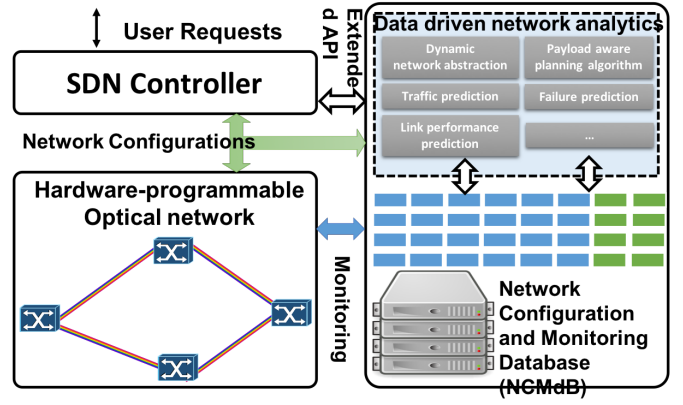 User Requests
SDN Controller
Extende
d API
Network Configurations
Hardware-programmable
Optical network
Monitoring
Data driven network analytics
Dynamic
network abstraction
Payload aware
planning algorithm
Traffic prediction
Failure prediction
Link performance
prediction
...
Network
Configuration
and Monitoring
Database
(NCMdB)